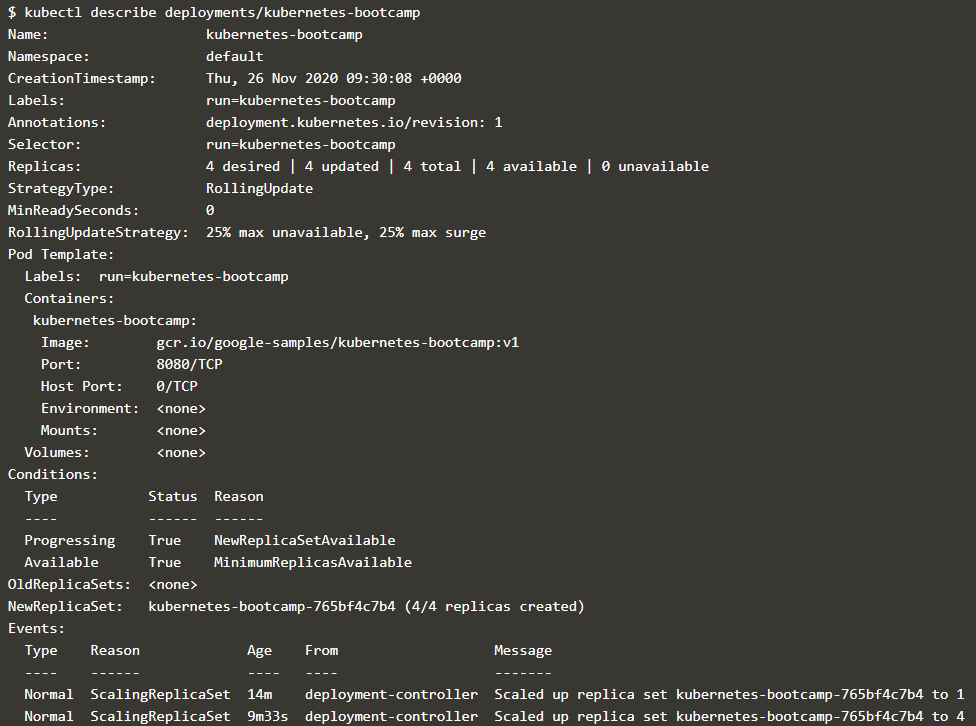 $ kubectl describe deployments/kubernetes-bootcamp
Name:                   kubernetes-bootcamp
Namespace:              default
CreationTimestamp:      Thu, 26 Nov 2020 09:30:08 +0000
Labels:                 run=kubernetes-bootcamp
Annotations:            deployment.kubernetes.io/revision: 1
Selector:               run=kubernetes-bootcamp
Replicas:               4 desired | 4 updated | 4 total | 4 available | 0 unavailable
StrategyType:           RollingUpdate
MinReadySeconds:        0
RollingUpdateStrategy:  25% max unavailable, 25% max surge
Pod Template:
  Labels:  run=kubernetes-bootcamp
  Containers:
   kubernetes-bootcamp:
    Image:        gcr.io/google-samples/kubernetes-bootcamp:v1
    Port:         8080/TCP
    Host Port:    0/TCP
    Environment:  <none>
    Mounts:       <none>
  Volumes:        <none>
Conditions:
  Type           Status  Reason
  ----           ------  ------
  Progressing    True    NewReplicaSetAvailable
  Available      True    MinimumReplicasAvailable
OldReplicaSets:  <none>
NewReplicaSet:   kubernetes-bootcamp-765bf4c7b4 (4/4 replicas created)
Events:
  Type    Reason             Age    From                   Message
  ----    ------             ----   ----                   -------
  Normal  ScalingReplicaSet  14m    deployment-controller  Scaled up replica set kubernetes-bootcamp-765bf4c7b4 to 1
  Normal  ScalingReplicaSet  9m33s  deployment-controller  Scaled up replica set kubernetes-bootcamp-765bf4c7b4 to 4